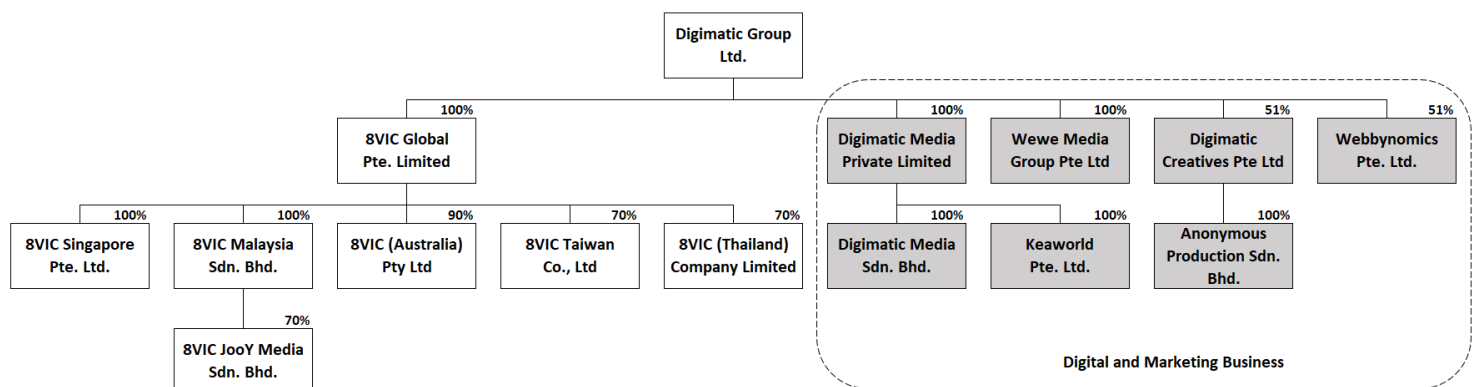 Digimatic Group
Ltd.
100%
100%
100%
51%
51%
8VIC Global
Pte. Limited
Digimatic Media
Private Limited
Wewe Media
Group Pte Ltd
Digimatic
Creatives Pte Ltd
Webbynomics
Pte. Ltd.
100%
100%
90%
70%
70%
100%
100%
100%
8VIC Singapore
Pte. Ltd.
8VIC Malaysia
Sdn. Bhd.
8VIC (Australia)
Pty Ltd
8VIC Taiwan
Co., Ltd
8VIC (Thailand)
Company Limited
Digimatic Media
Sdn. Bhd.
Keaworld
Pte. Ltd.
Anonymous
Production Sdn.
Bhd.
70%
8VIC JooY Media
Sdn. Bhd.
Digital and Marketing Business